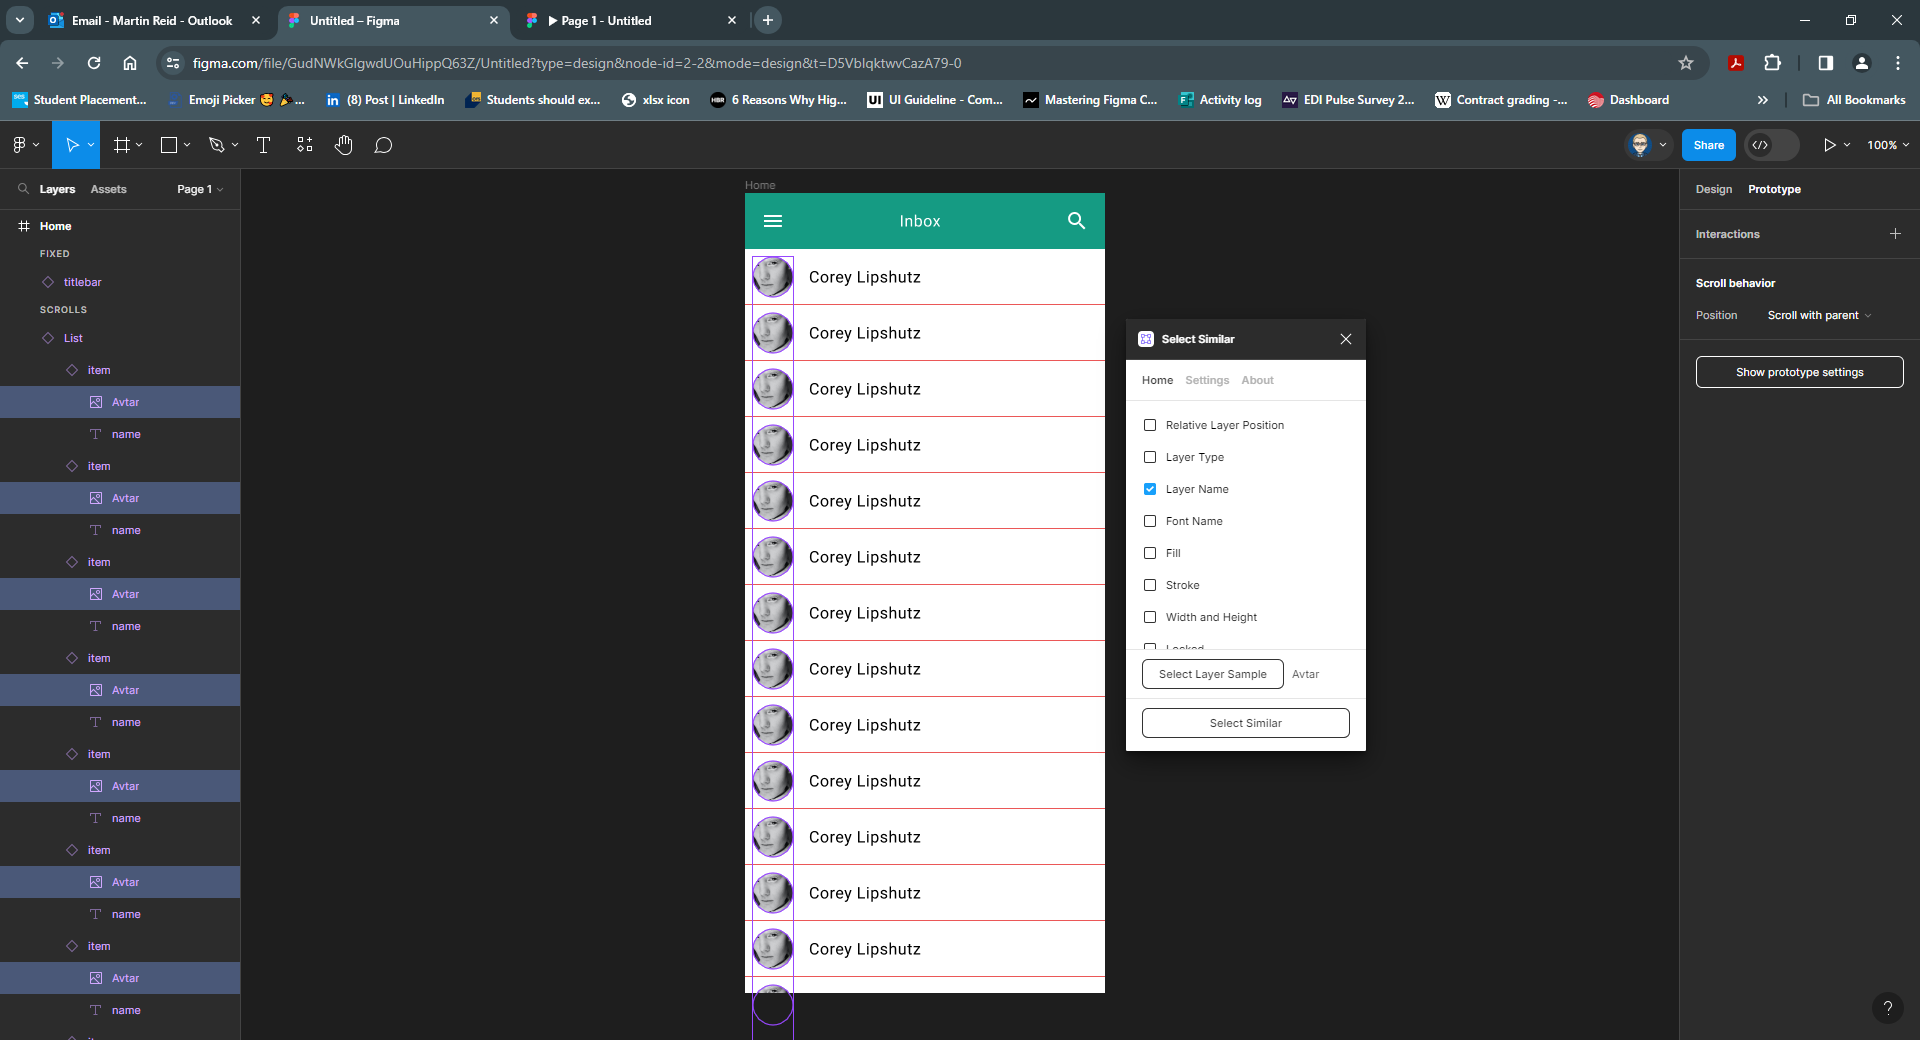 Email - Martin Reid - Outlook
Untitled – Figma
Page 1 - Untitled
figma.com/file/GudNWkGlgwdUOuHippQ63Z/Untitled?type=design&node-id=2-2&mode=design&t=D5VbIqktwvCazA79-0
Student Placement...
Emoji Picker
(8) Post | LinkedIn
Students should ex...
xlsx icon
6 Reasons Why Hig...
UI Guideline - Com...
Mastering Figma C...
Activity log
EDI Pulse Survey 2...
Contract grading -...
Dashboard
All Bookmarks
Share
100%
Layers
Assets
Page 1
Home
FIXED
titlebar
SCROLLS
List
item
Avtar
name
item
Avtar
name
item
Avtar
name
item
Avtar
name
item
Avtar
name
item
Avtar
name
item
Avtar
name
Home
Inbox
Corey Lipshutz
Corey Lipshutz
Corey Lipshutz
Corey Lipshutz
Corey Lipshutz
Corey Lipshutz
Corey Lipshutz
Corey Lipshutz
Corey Lipshutz
Corey Lipshutz
Corey Lipshutz
Corey Lipshutz
Corey Lipshutz
Select Similar
Home
Settings
About
Relative Layer Position
Layer Type
Layer Name
Font Name
Fill
Stroke
Width and Height
Locked
Select Layer Sample
Avtar
Select Similar
Design
Prototype
Interactions
Scroll behavior
Position
Scroll with parent
Show prototype settings
?